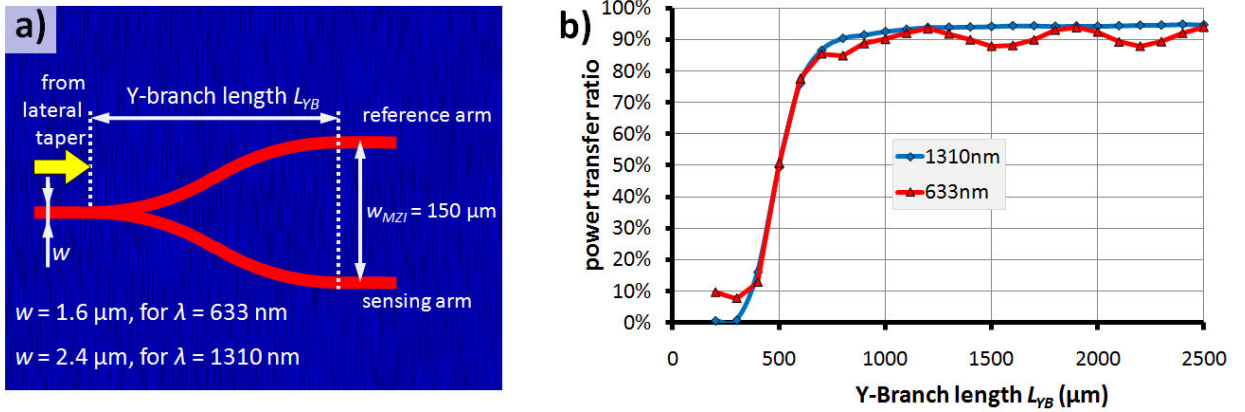 a)
from
lateral
taper
Y-branch length L_YB
reference arm
w_MZI = 150 µm
w
sensing arm
w = 1.6 µm, for λ = 633 nm
w = 2.4 µm, for λ = 1310 nm
b)
power transfer ratio
100%
90%
80%
70%
60%
50%
40%
30%
20%
10%
0%
1310nm
633nm
0 500 1000 1500 2000 2500
Y-Branch length L_YB (µm)